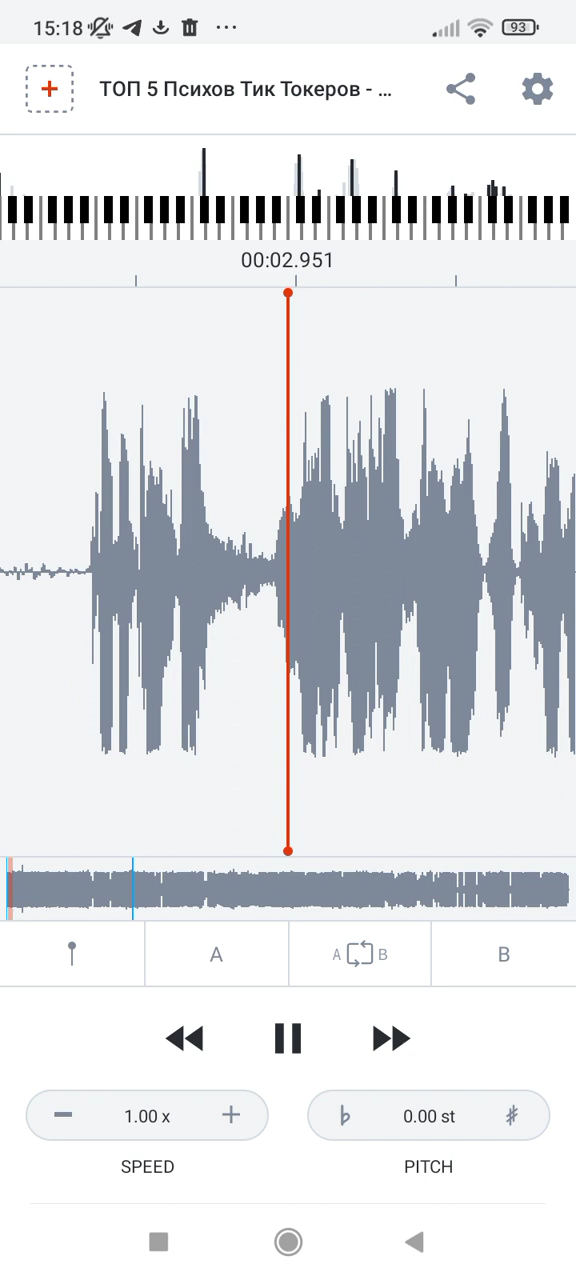 15:18 ... 93
ТОП 5 Психов Тик Токеров - ...
00:02.951
A A B B
1.00 x 0.00 st
SPEED PITCH